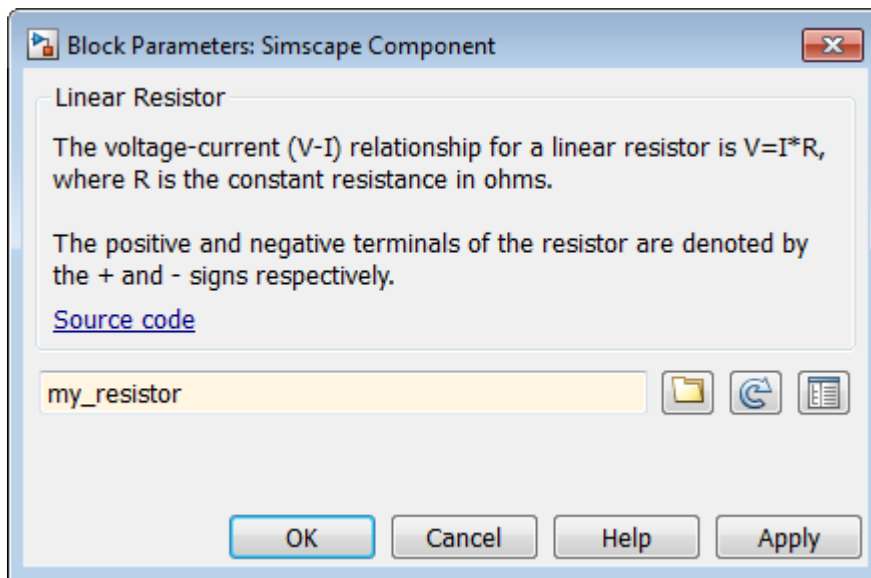 Block Parameters: Simscape Component
Linear Resistor
The voltage-current (V-I) relationship for a linear resistor is V=I*R,
where R is the constant resistance in ohms.
The positive and negative terminals of the resistor are denoted by
the + and - signs respectively.
Source code
my_resistor
OK Cancel Help Apply